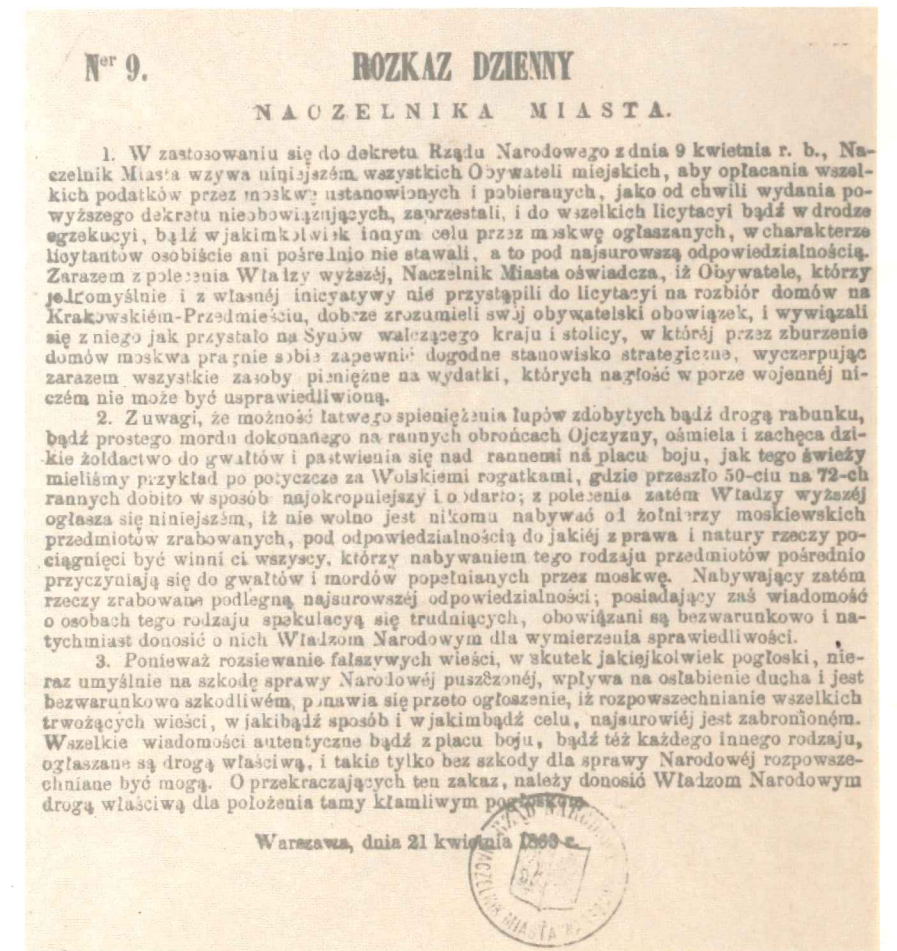 Ner 9. ROZKAZ DZIENNY
NACZELNIKA MIASTA.
1. W zastosowaniu się do dekretu Rządu Narodowego z dnia 9 kwietnia r. b., Na-
czelnik Miasta wzywa niniejszém wszystkich Obywateli miejskich, aby opłacania wszel-
kich podatków przez moskwę ustanowionych i pobieranych, jako od chwili wydania po-
wyższego dekretu nieobowiązujących, zaprzestali, i do wszelkich licytacyi bądź w drodze
egzekucyi, bądź w jakimkolwiek innym celu przez moskwę ogłaszanych, w charakterze
licytantów osobiście ani pośrednio nie stawali, a to pod najsurowszą odpowiedzialnością.
Zarazem z polecenia Władzy wyższéj, Naczelnik Miasta oświadcza, iż Obywatele, którzy
jednomyślnie i z własnéj inicyatywy nie przystąpili do licytacyi na rozbiór domów na
Krakowskiém-Przedmieściu, dobrze zrozumieli swój obywatelski obowiązek, i wywiązali
się z niego jak przystało na Synów walczącego kraju i stolicy, w któréj przez zburzenie
domów moskwa pragnie sobie zapewnić dogodne stanowisko strategiczne, wyczerpując
zarazem wszystkie zasoby pieniężne na wydatki, których nagłość w porze wojennéj ni-
czém nie może być usprawiedliwioną.
2. Z uwagi, że możność łatwego spieniężenia łupów zdobytych bądź drogą rabunku,
bądź prostego mordu dokonanego na rannych obrońcach Ojczyzny, ośmiela i zachęca dzi-
kie żołdactwo do gwałtów i pastwienia się nad rannemi na placu boju, jak tego świeży
mieliśmy przykład po potyczce za Wolskiemi rogatkami, gdzie przeszło 50-ciu na 72-ch
rannych dobito w sposób najokropniejszy i odarto; z polecenia zatém Władzy wyższéj
ogłasza się niniejszém, iż nie wolno jest nikomu nabywać od żołnierzy moskiewskich
przedmiotów zrabowanych, pod odpowiedzialnością do jakiéj z prawa i natury rzeczy po-
ciągnięci być winni ci wszyscy, którzy nabywaniem tego rodzaju przedmiotów pośrednio
przyczyniają się do gwałtów i mordów popełnianych przez moskwę. Nabywający zatém
rzeczy zrabowane podlegną najsurowszéj odpowiedzialności; posiadający zaś wiadomość
o osobach tego rodzaju spekulacyą się trudniących, obowiązani są bezwarunkowo i na-
tychmiast donosić o nich Władzom Narodowym dla wymierzenia sprawiedliwości.
3. Ponieważ rozsiewanie fałszywych wieści, w skutek jakiejkolwiek pogłoski, nie-
raz umyślnie na szkodę sprawy Narodowéj puszczonéj, wpływa na osłabienie ducha i jest
bezwarunkowo szkodliwém, ponawia się przeto ogłoszenie, iż rozpowszechnianie wszelkich
trwożących wieści, w jakibądź sposób i w jakimbądź celu, najsurowiéj jest zabronioném.
Wszelkie wiadomości autentyczne bądź z placu boju, bądź téż każdego innego rodzaju,
ogłaszane są drogą właściwą, i takie tylko bez szkody dla sprawy Narodowéj rozpowsze-
chniane być mogą. O przekraczających ten zakaz, należy donosić Władzom Narodowym
drogą właściwą dla położenia tamy kłamliwym pogłoskom.
Warszawa, dnia 21 kwietnia 1863 r.
RZĄD NARODOWY
NACZELNIK MIASTA